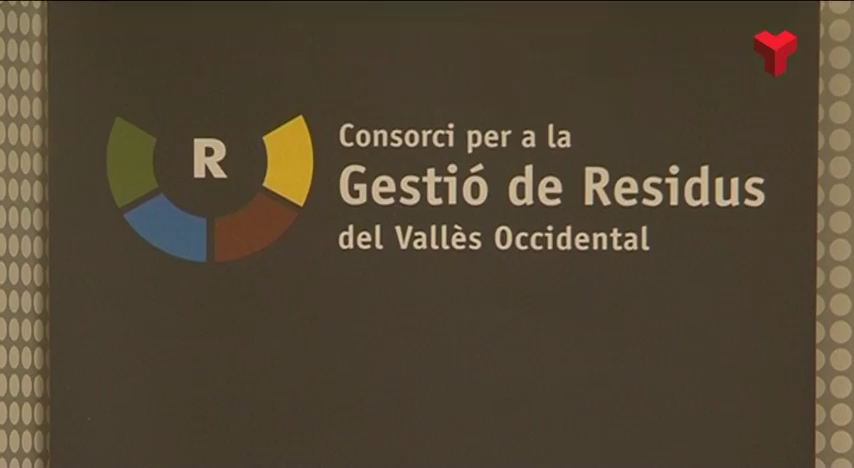 R
Consorci per a la
Gestió de Residus
del Vallès Occidental